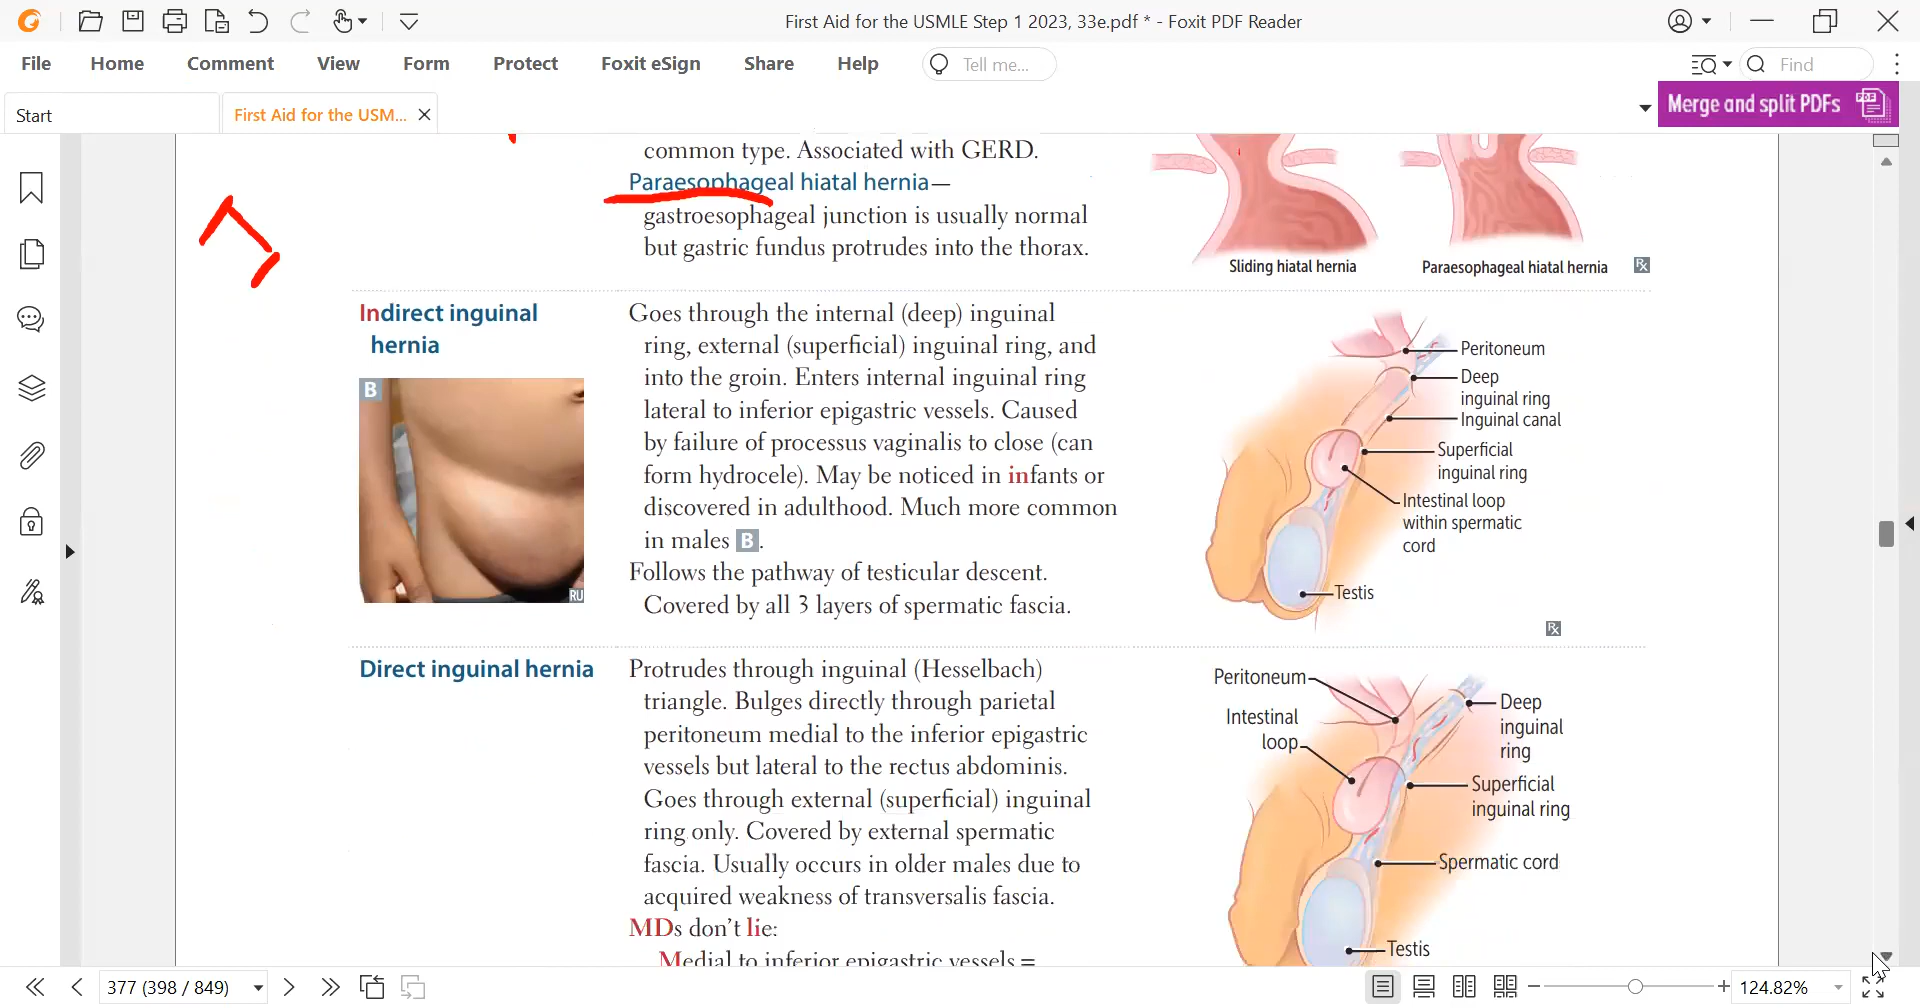 First Aid for the USMLE Step 1 2023, 33e.pdf * - Foxit PDF Reader
File Home Comment View Form Protect Foxit eSign Share Help Tell me... Find
Start First Aid for the USM... Merge and split PDFs
PDF
common type. Associated with GERD.
Paraesophageal hiatal hernia—
gastroesophageal junction is usually normal
but gastric fundus protrudes into the thorax.
Sliding hiatal hernia Paraesophageal hiatal hernia Rx
Indirect inguinal
hernia
B
RU
Goes through the internal (deep) inguinal
ring, external (superficial) inguinal ring, and
into the groin. Enters internal inguinal ring
lateral to inferior epigastric vessels. Caused
by failure of processus vaginalis to close (can
form hydrocele). May be noticed in infants or
discovered in adulthood. Much more common
in males B.
Follows the pathway of testicular descent.
Covered by all 3 layers of spermatic fascia.
Peritoneum
Deep
inguinal ring
Inguinal canal
Superficial
inguinal ring
Intestinal loop
within spermatic
cord
Testis
Rx
Direct inguinal hernia
Protrudes through inguinal (Hesselbach)
triangle. Bulges directly through parietal
peritoneum medial to the inferior epigastric
vessels but lateral to the rectus abdominis.
Goes through external (superficial) inguinal
ring only. Covered by external spermatic
fascia. Usually occurs in older males due to
acquired weakness of transversalis fascia.
MDs don't lie:
Medial to inferior epigastric vessels =
Peritoneum
Intestinal
loop
Deep
inguinal
ring
Superficial
inguinal ring
Spermatic cord
Testis
377 (398 / 849) 124.82%